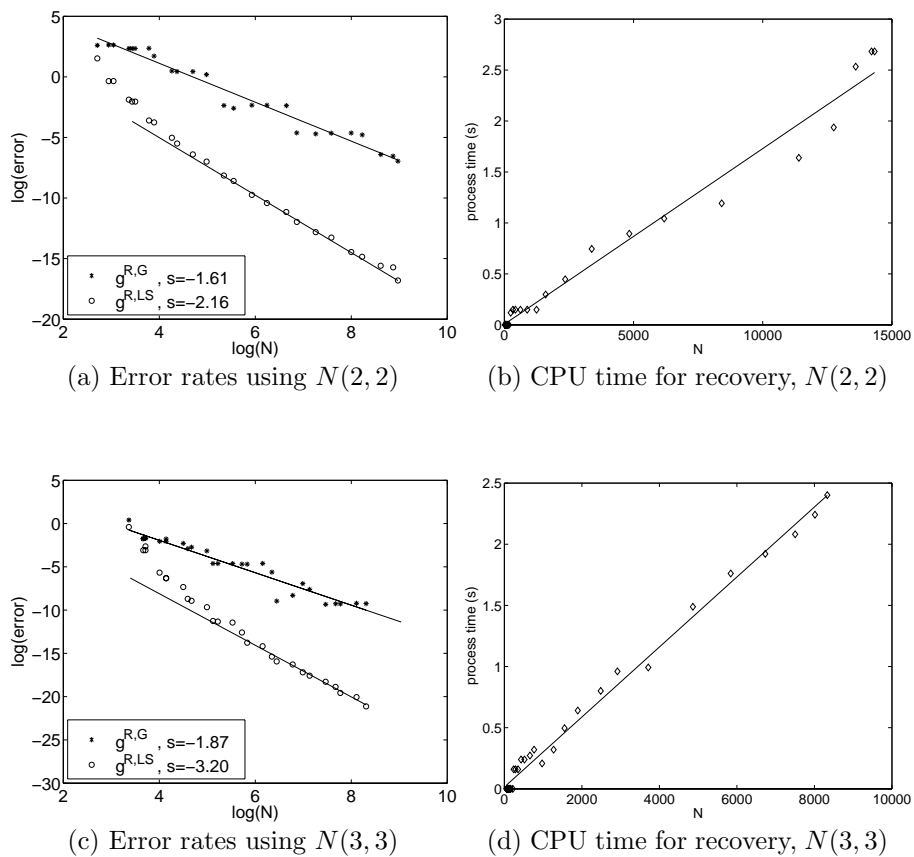 5
0
−5
−10
−15
−20
2
4
6
8
10
log(N)
log(error)
g^{R,G} , s=−1.61
g^{R,LS} , s=−2.16
(a) Error rates using N(2, 2)
3
2.5
2
1.5
1
0.5
0
0
5000
10000
15000
N
process time (s)
(b) CPU time for recovery, N(2, 2)
5
0
−5
−10
−15
−20
−25
−30
2
4
6
8
10
log(N)
log(error)
g^{R,G} , s=−1.87
g^{R,LS} , s=−3.20
(c) Error rates using N(3, 3)
2.5
2
1.5
1
0.5
0
0
2000
4000
6000
8000
10000
N
process time (s)
(d) CPU time for recovery, N(3, 3)